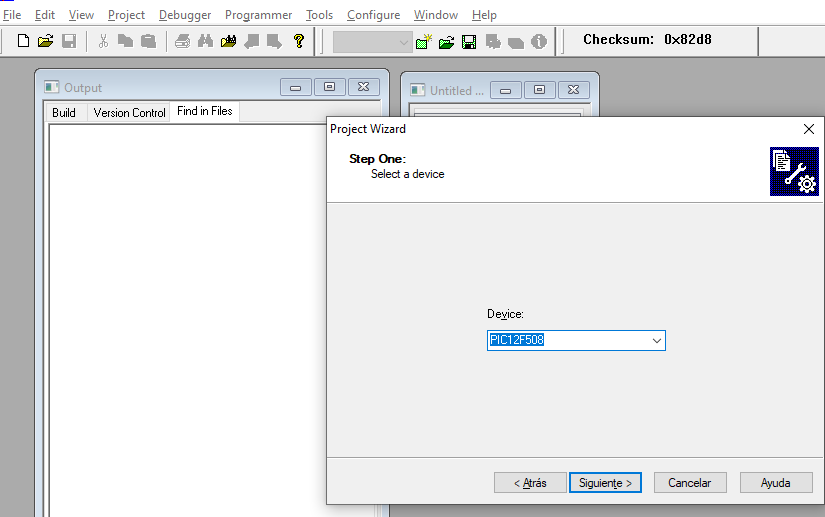 File Edit View Project Debugger Programmer Tools Configure Window Help
Checksum: 0x82d8
Output
Untitled ...
Build Version Control Find in Files
Project Wizard
Step One:
Select a device
Device:
PIC12F508
< Atrás Siguiente > Cancelar Ayuda